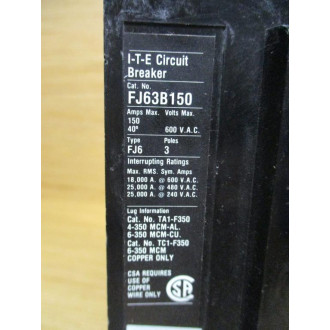 I-T-E Circuit
Breaker
Cat. No.
FJ63B150
Amps Max. Volts Max.
150
40° 600 V.A.C.
Type Poles
FJ6 3
Interrupting Ratings
Max. RMS. Sym. Amps
18,000 A. @ 600 V.A.C.
25,000 A. @ 480 V.A.C.
25,000 A. @ 240 V.A.C.
Lug Information
Cat. No. TA1-F350
4-350 MCM-AL.
6-350 MCM-CU.
Cat. No. TC1-F350
6-350 MCM
COPPER ONLY
CSA REQUIRES
USE OF
COPPER
WIRE ONLY
SA